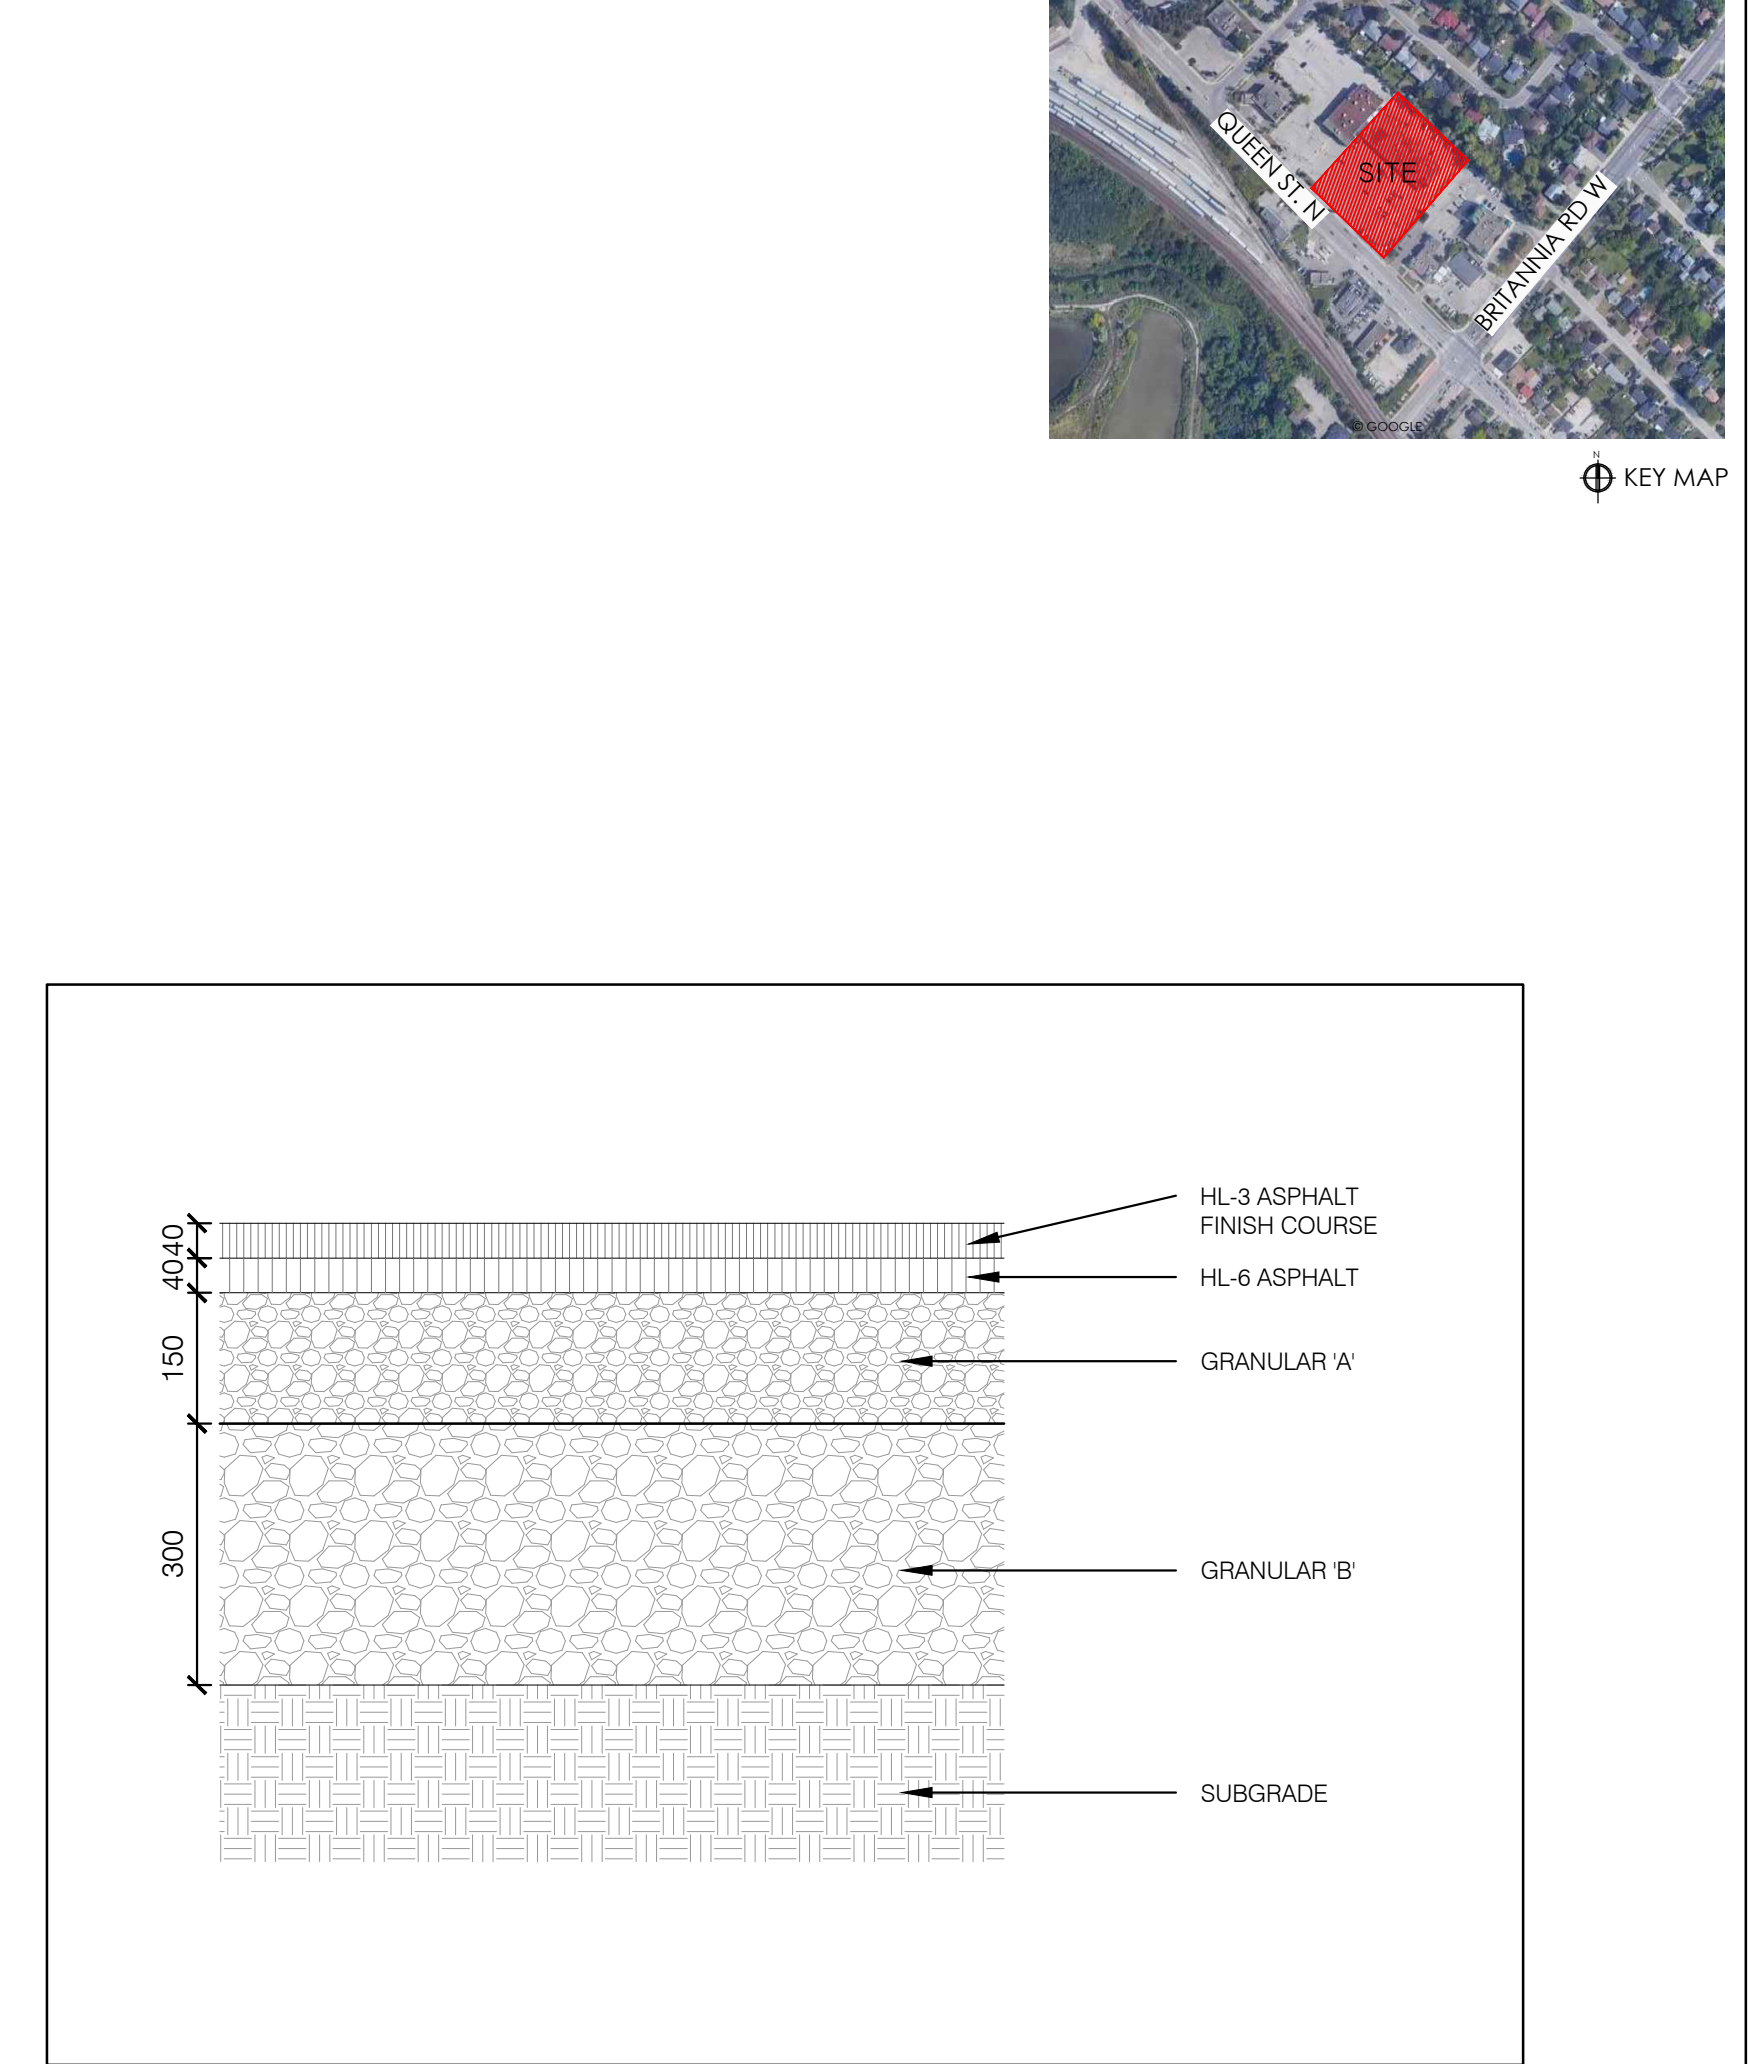 QUEEN ST. N
SITE
BRITANNIA RD W
© GOOGLE
N
KEY MAP
40
HL-3 ASPHALT
FINISH COURSE
40
HL-6 ASPHALT
150
GRANULAR 'A'
300
GRANULAR 'B'
SUBGRADE